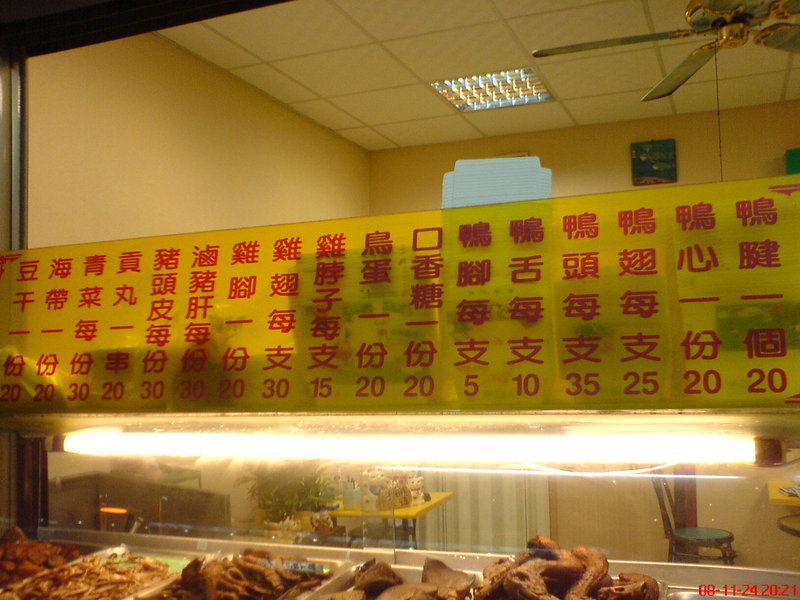 鴨腱一個20
鴨心一份20
鴨翅每支25
鴨頭每支35
鴨舌每支10
鴨腳每支5
口香糖一份20
鳥蛋一份20
雞脖子每支15
雞翅每支30
雞腳一份20
滷豬肝每份30
豬頭皮每份30
貢丸一串20
青菜每份30
海帶一份20
豆干一份20
08-11-24 20:21